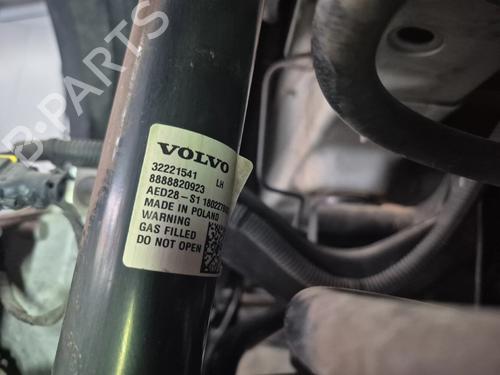 B-PARTS
VOLVO
32221541 LH
8888820923
AED28-S1
MADE IN POLAND
WARNING
GAS FILLED
DO NOT OPEN